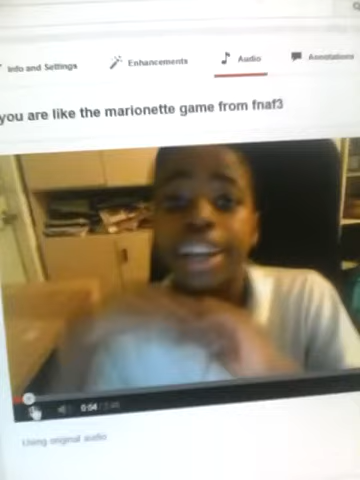 Info and Settings
Enhancements
Audio
Annotations
you are like the marionette game from fnaf3
0:04
Using original audio